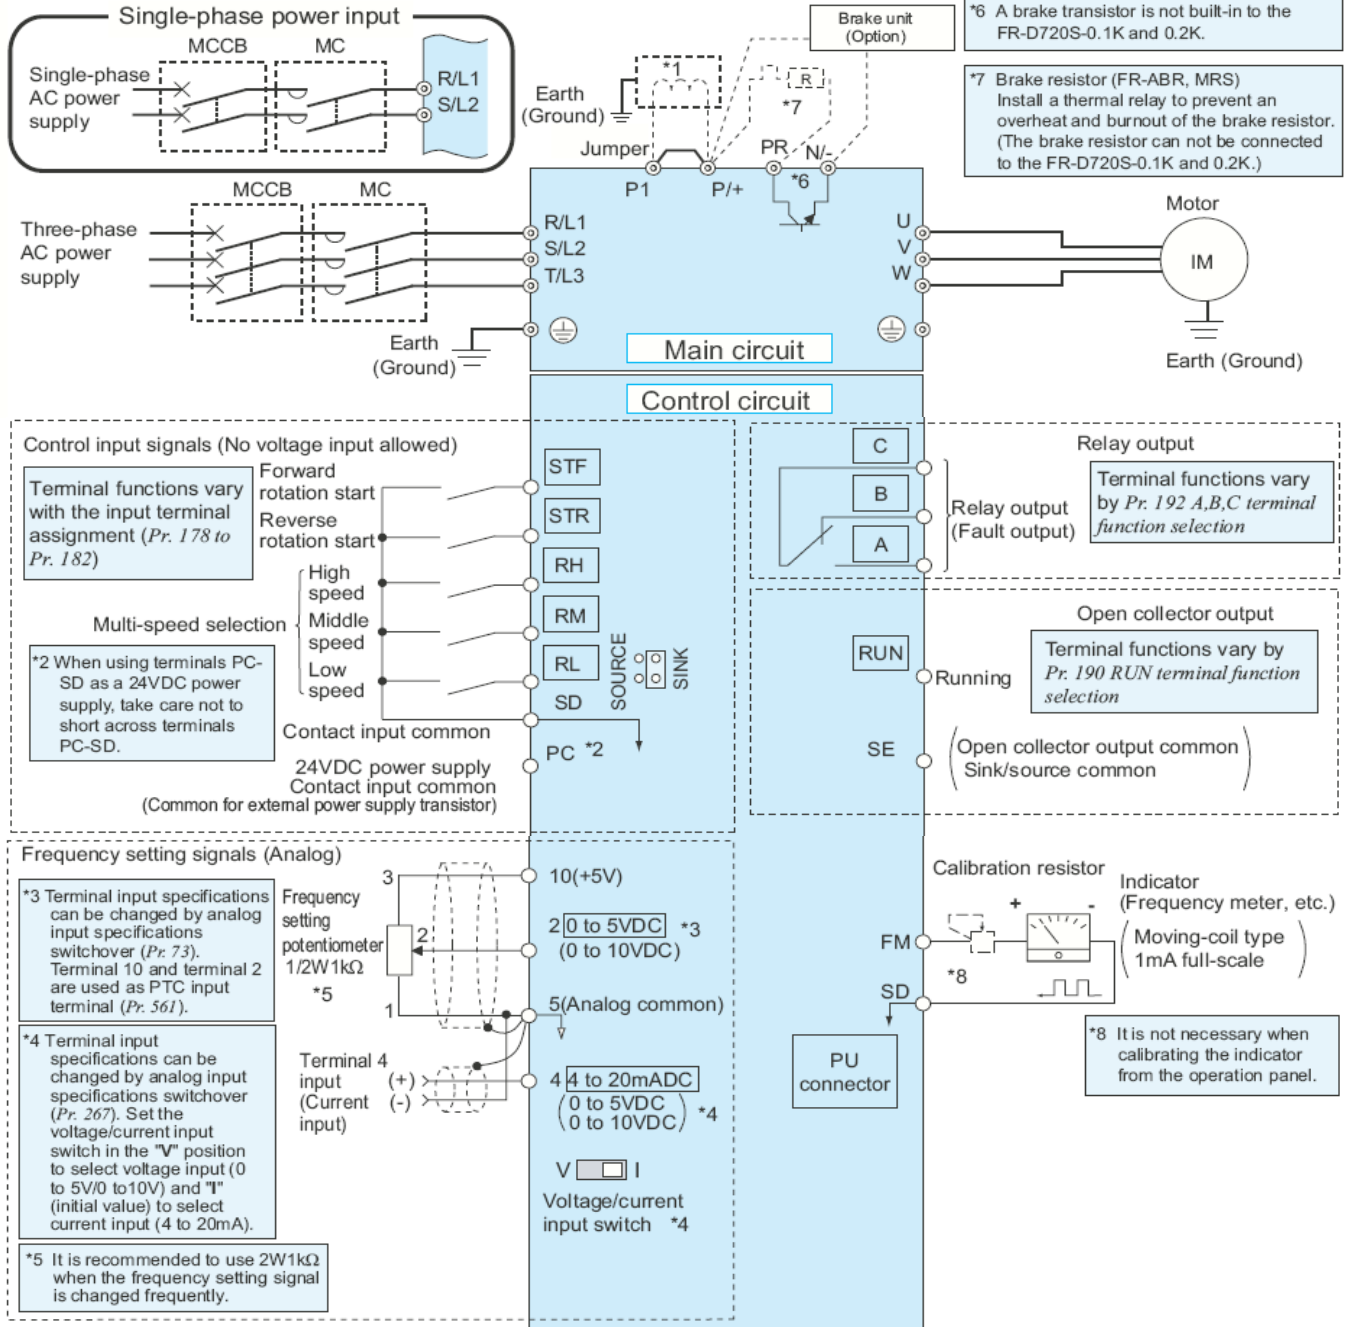 Single-phase power input
MCCB
MC
Single-phase
AC power
supply
R/L1
S/L2
Earth
(Ground)
*1
Jumper
R
*7
Brake unit
(Option)
*6 A brake transistor is not built-in to the
FR-D720S-0.1K and 0.2K.
*7 Brake resistor (FR-ABR, MRS)
Install a thermal relay to prevent an
overheat and burnout of the brake resistor.
(The brake resistor can not be connected
to the FR-D720S-0.1K and 0.2K.)
MCCB
MC
Three-phase
AC power
supply
P1
P/+
PR
N/-
*6
R/L1
S/L2
T/L3
U
V
W
Motor
IM
Earth
(Ground)
Earth (Ground)
Main circuit
Control circuit
Control input signals (No voltage input allowed)
Terminal functions vary
with the input terminal
assignment (Pr. 178 to
Pr. 182)
Forward
rotation start
Reverse
rotation start
High
speed
Multi-speed selection
Middle
speed
Low
speed
*2 When using terminals PC-
SD as a 24VDC power
supply, take care not to
short across terminals
PC-SD.
Contact input common
24VDC power supply
Contact input common
(Common for external power supply transistor)
STF
STR
RH
RM
RL
SD
PC *2
SOURCE
SINK
C
B
A
Relay output
Relay output
(Fault output)
Terminal functions vary
by Pr. 192 A,B,C terminal
function selection
Open collector output
Terminal functions vary by
Pr. 190 RUN terminal function
selection
RUN
Running
SE
Open collector output common
Sink/source common
Frequency setting signals (Analog)
*3 Terminal input specifications
can be changed by analog
input specifications
switchover (Pr. 73).
Terminal 10 and terminal 2
are used as PTC input
terminal (Pr. 561).
Frequency
setting
potentiometer
1/2W1kΩ
*5
3
2
1
10(+5V)
2 0 to 5VDC *3
(0 to 10VDC)
5(Analog common)
*4 Terminal input
specifications can be
changed by analog input
specifications switchover
(Pr. 267). Set the
voltage/current input
switch in the "V" position
to select voltage input (0
to 5V/0 to10V) and "I"
(initial value) to select
current input (4 to 20mA).
Terminal 4
input
(Current
input)
(+)
(-)
4 4 to 20mADC
0 to 5VDC
0 to 10VDC
*4
V
I
Voltage/current
input switch *4
*5 It is recommended to use 2W1kΩ
when the frequency setting signal
is changed frequently.
Calibration resistor
+
-
Indicator
(Frequency meter, etc.)
Moving-coil type
1mA full-scale
FM
*8
SD
PU
connector
*8 It is not necessary when
calibrating the indicator
from the operation panel.